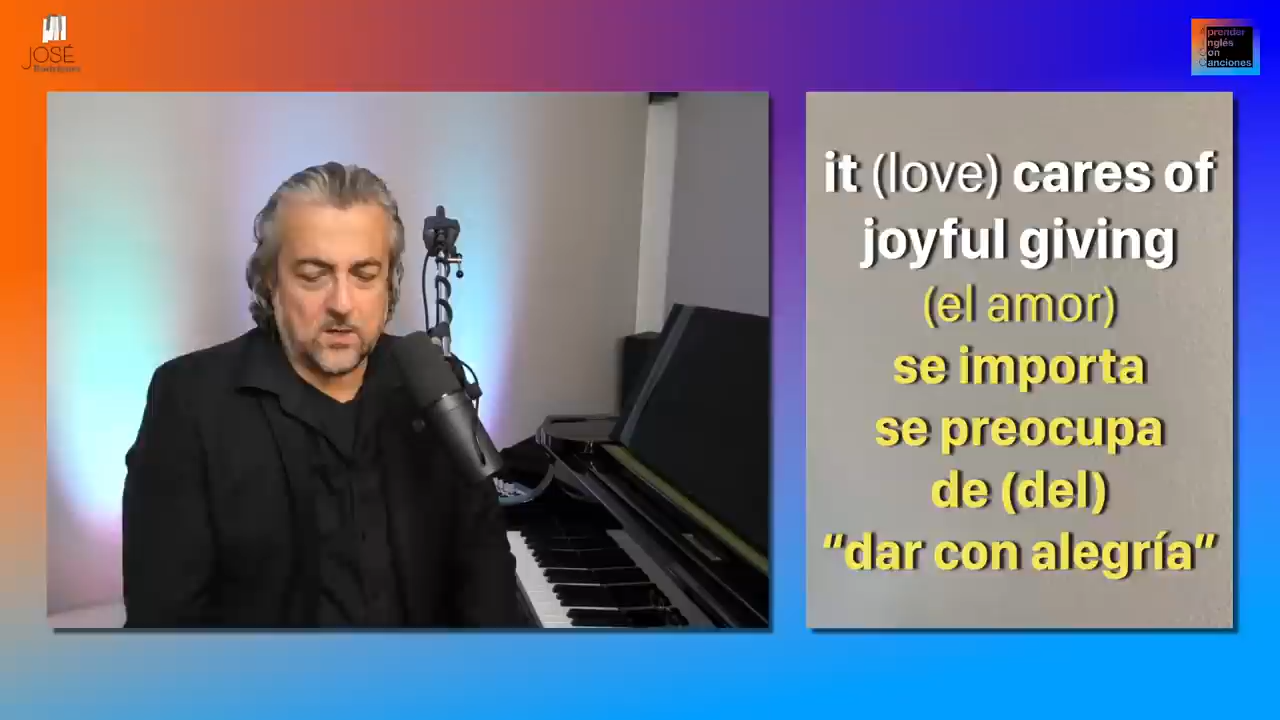 JOSÉ
Rodríguez
Aprender
Inglés
Con
Canciones
it (love) cares of
joyful giving
(el amor)
se importa
se preocupa
de (del)
“dar con alegría”